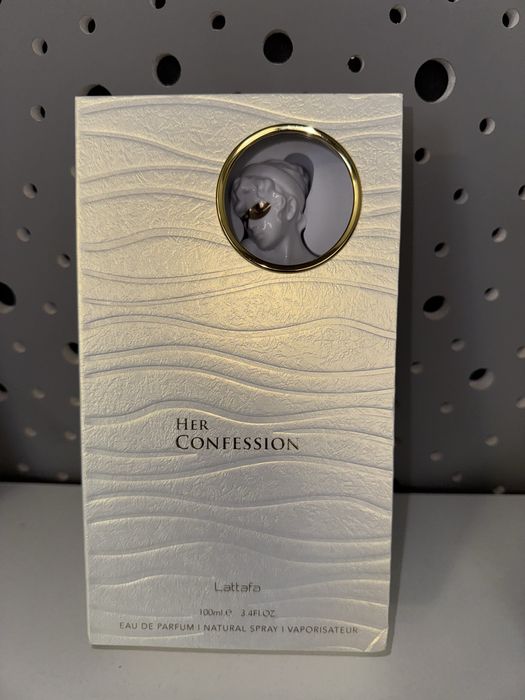 HER
CONFESSION
Lattafa
100ml.e 3.4Fl.OZ.
EAU DE PARFUM I NATURAL SPRAY I VAPORISATEUR